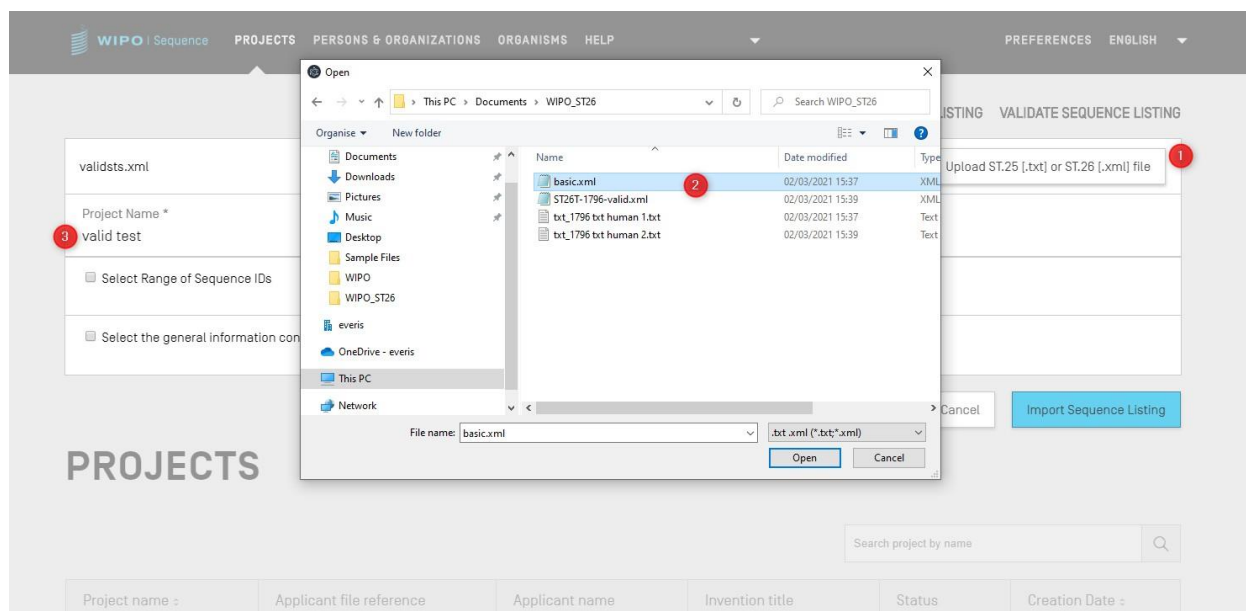 WIPO | Sequence PROJECTS PERSONS & ORGANIZATIONS ORGANISMS HELP PREFERENCES ENGLISH
Open
This PC > Documents > WIPO_ST26 Search WIPO_ST26
LISTING VALIDATE SEQUENCE LISTING
Organise New folder
Documents
Downloads
Pictures
Music
Desktop
Sample Files
WIPO
WIPO_ST26
everis
OneDrive - everis
This PC
Network
Name Date modified Type
basic.xml 02/03/2021 15:37 XML
ST26T-1796-valid.xml 02/03/2021 15:39 XML
txt_1796 txt human 1.txt 02/03/2021 15:37 Text
txt_1796 txt human 2.txt 02/03/2021 15:39 Text
2
validsts.xml
Upload ST.25 [.txt] or ST.26 [.xml] file
1
Project Name *
3 valid test
Select Range of Sequence IDs
Select the general information con
File name: basic.xml .txt .xml (*.txt;*.xml)
Open Cancel
Cancel Import Sequence Listing
PROJECTS
Search project by name
Project name Applicant file reference Applicant name Invention title Status Creation Date